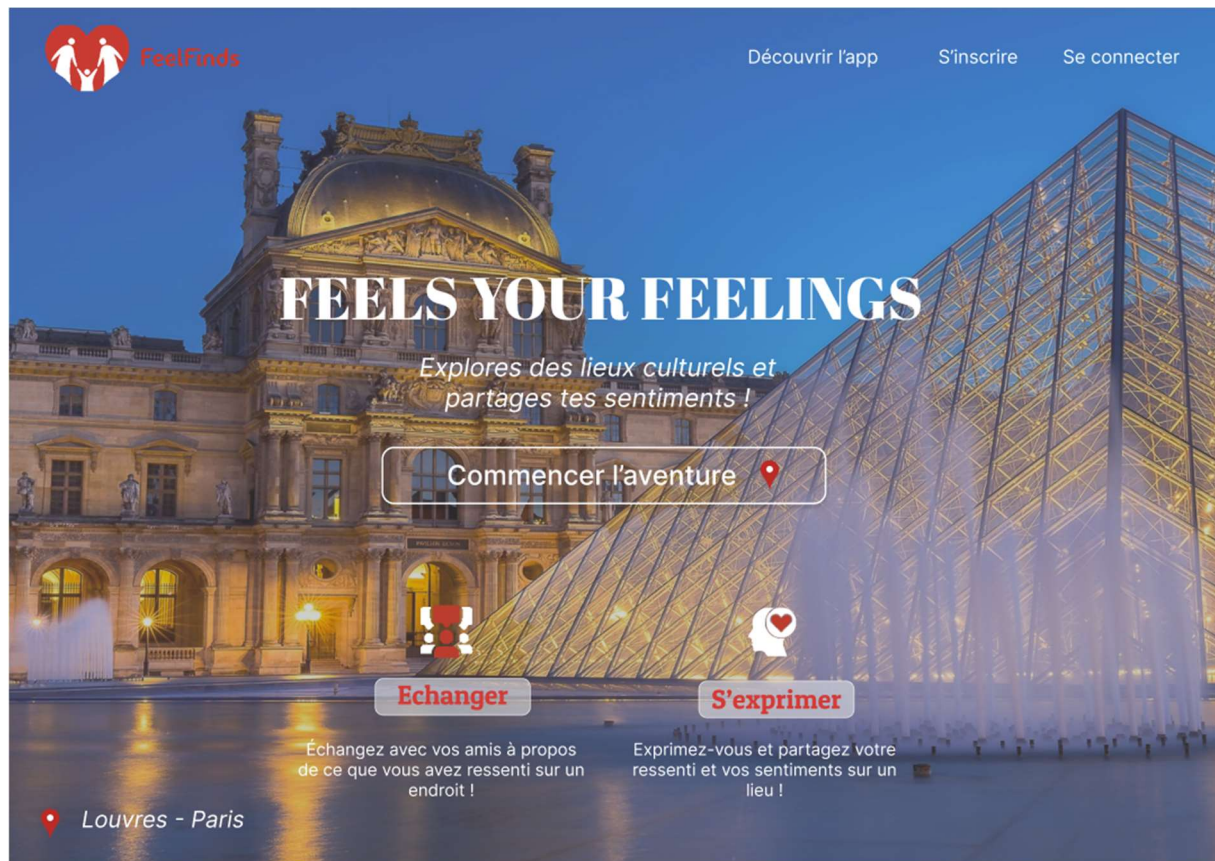 FeelFinds
Découvrir l'app
S'inscrire
Se connecter
FEELS YOUR FEELINGS
Explores des lieux culturels et
partages tes sentiments !
Commencer l'aventure
Echanger
S'exprimer
Échangez avec vos amis à propos
de ce que vous avez ressenti sur un
endroit !
Exprimez-vous et partagez votre
ressenti et vos sentiments sur un
lieu !
Louvres - Paris